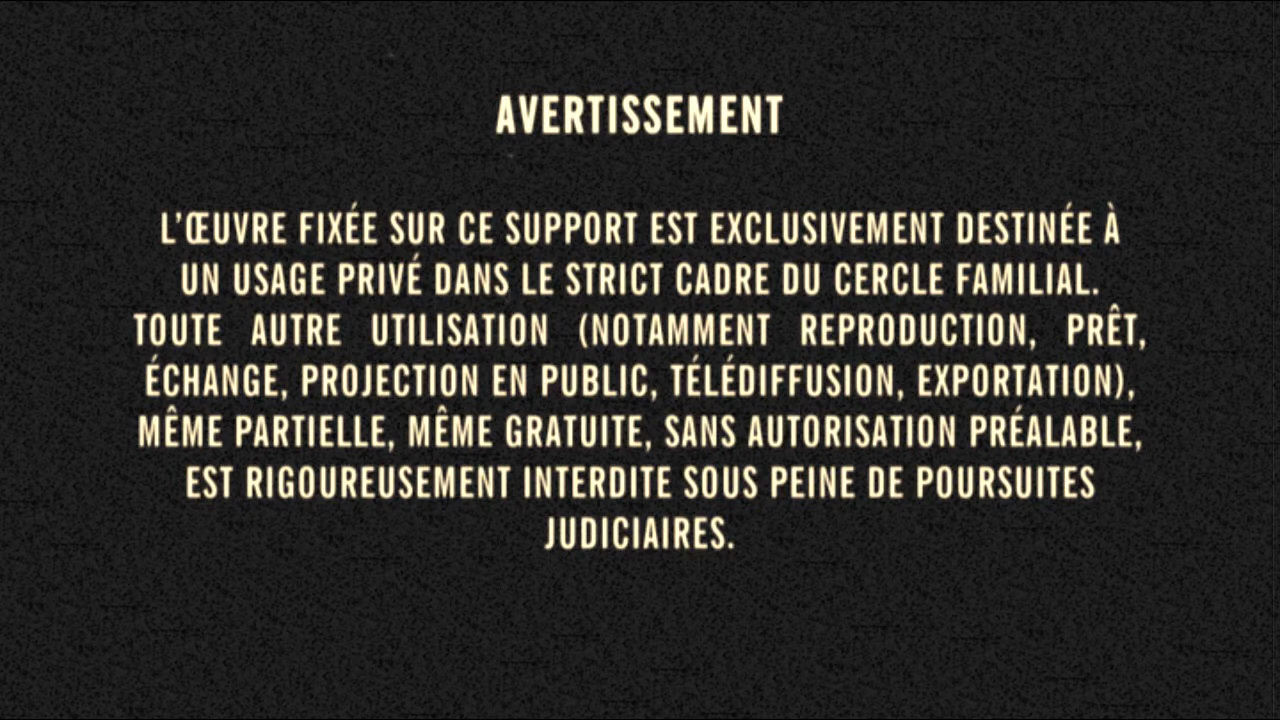 AVERTISSEMENT
L’ŒUVRE FIXÉE SUR CE SUPPORT EST EXCLUSIVEMENT DESTINÉE À
UN USAGE PRIVÉ DANS LE STRICT CADRE DU CERCLE FAMILIAL.
TOUTE AUTRE UTILISATION (NOTAMMENT REPRODUCTION, PRÊT,
ÉCHANGE, PROJECTION EN PUBLIC, TÉLÉDIFFUSION, EXPORTATION),
MÊME PARTIELLE, MÊME GRATUITE, SANS AUTORISATION PRÉALABLE,
EST RIGOUREUSEMENT INTERDITE SOUS PEINE DE POURSUITES
JUDICIAIRES.